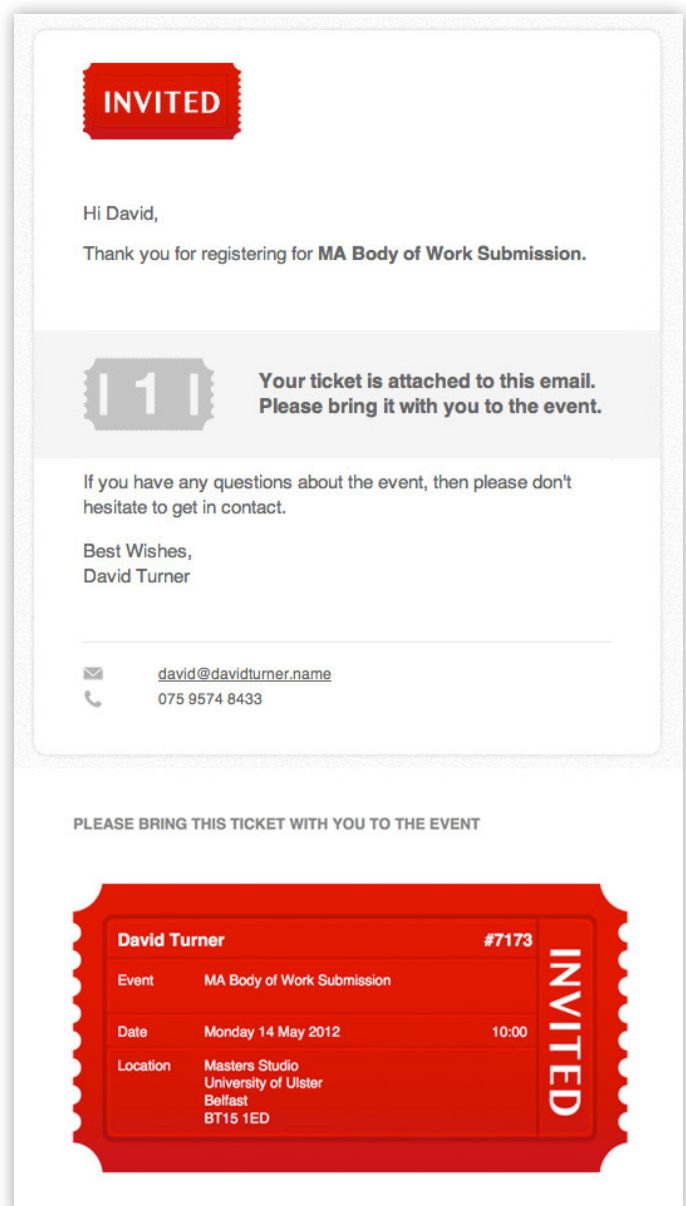 INVITED
Hi David,
Thank you for registering for MA Body of Work Submission.
1
Your ticket is attached to this email.
Please bring it with you to the event.
If you have any questions about the event, then please don't
hesitate to get in contact.
Best Wishes,
David Turner
david@davidturner.name
075 9574 8433
PLEASE BRING THIS TICKET WITH YOU TO THE EVENT
David Turner #7173
Event MA Body of Work Submission
Date Monday 14 May 2012 10:00
Location Masters Studio
University of Ulster
Belfast
BT15 1ED
INVITED